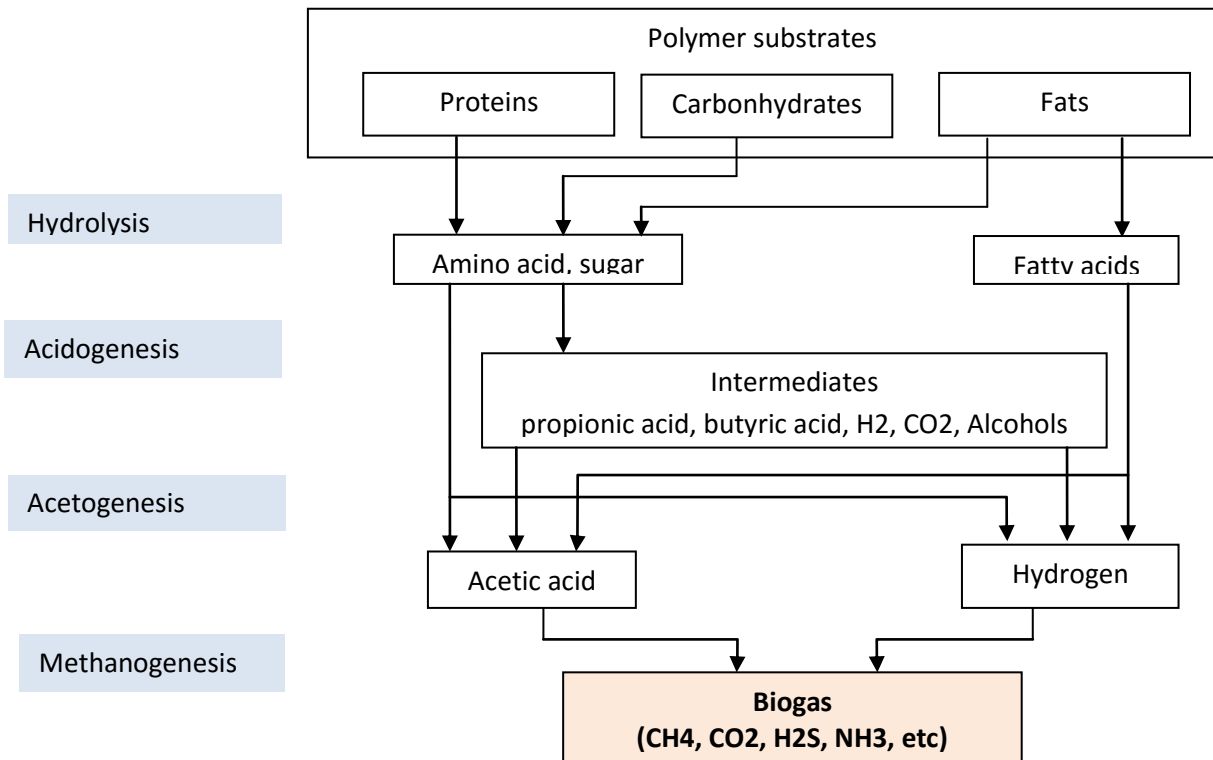 Polymer substrates
Proteins
Carbonhydrates
Fats
Hydrolysis
Amino acid, sugar
Fatty acids
Acidogenesis
Intermediates
propionic acid, butyric acid, H2, CO2, Alcohols
Acetogenesis
Acetic acid
Hydrogen
Methanogenesis
Biogas
(CH4, CO2, H2S, NH3, etc)